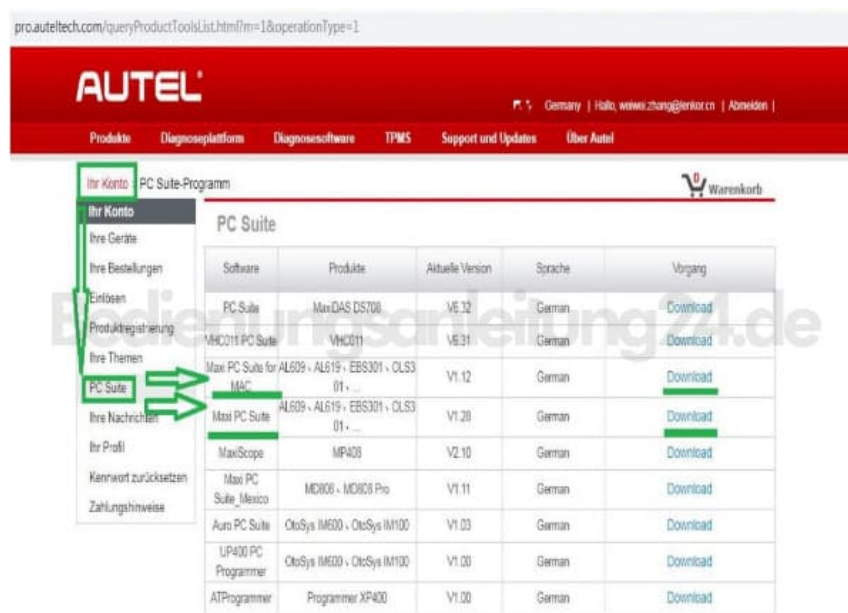 pro.auteltech.com/queryProductToolsList.html?m=1&operationType=1
AUTEL
Germany | Hallo, weiwei.zhang@lenkor.cn | Abmelden |
Produkte Diagnoseplattform Diagnosesoftware TPMS Support und Updates Über Autel
Ihr Konto PC Suite-Programm
0 Warenkorb
Ihr Konto
Ihre Geräte
Ihre Bestellungen
Einlösen
Produktregistrierung
Ihre Themen
PC Suite
Ihre Nachrichten
Ihr Profil
Kennwort zurücksetzen
Zahlungshinweise
PC Suite
Software Produkte Aktuelle Version Sprache Vorgang
PC Suite MaxiDAS DS708 V6.32 German Download
VHC011 PC Suite VHC011 V6.31 German Download
Maxi PC Suite for AL609、AL619、EBS301、OLS3
MAC 01、... V1.12 German Download
Maxi PC Suite AL609、AL619、EBS301、OLS3
01、... V1.28 German Download
MaxiScope MP408 V2.10 German Download
Maxi PC
Suite_Mexico MD808、MD808 Pro V1.11 German Download
Auro PC Suite OtoSys IM600、OtoSys IM100 V1.03 German Download
UP400 PC
Programmer OtoSys IM600、OtoSys IM100 V1.00 German Download
ATProgrammer Programmer XP400 V1.00 German Download
Bedienungsanleitung24.de